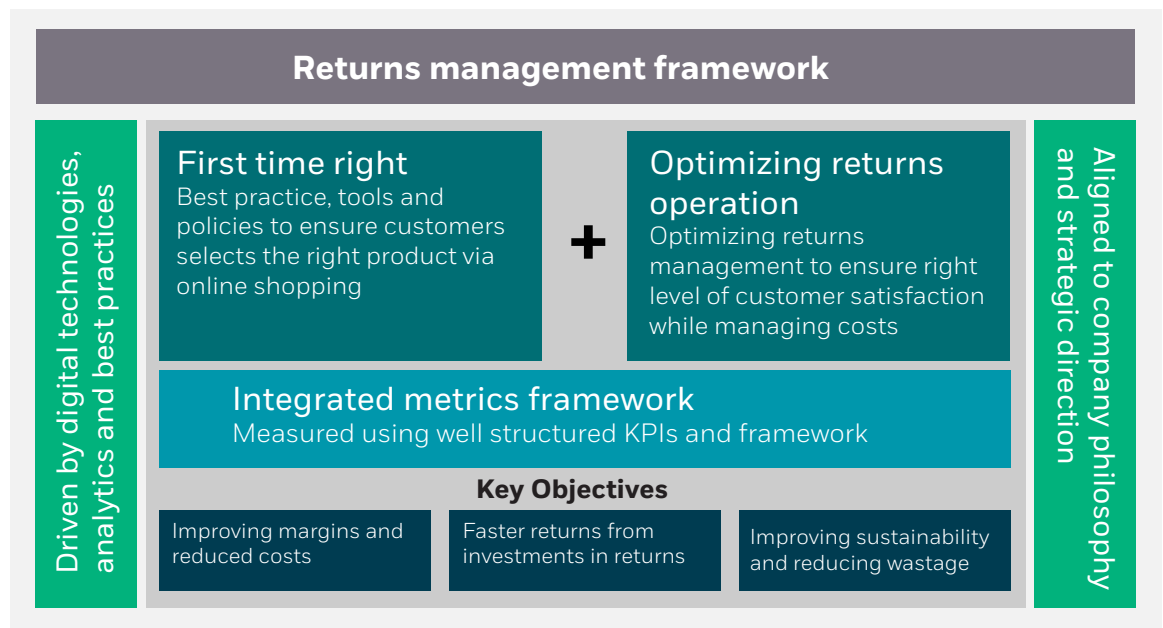 Returns management framework
Driven by digital technologies,
analytics and best practices
First time right
Best practice, tools and
policies to ensure customers
selects the right product via
online shopping
+
Optimizing returns
operation
Optimizing returns
management to ensure right
level of customer satisfaction
while managing costs
Aligned to company philosophy
and strategic direction
Integrated metrics framework
Measured using well structured KPIs and framework
Key Objectives
Improving margins and
reduced costs
Faster returns from
investments in returns
Improving sustainability
and reducing wastage